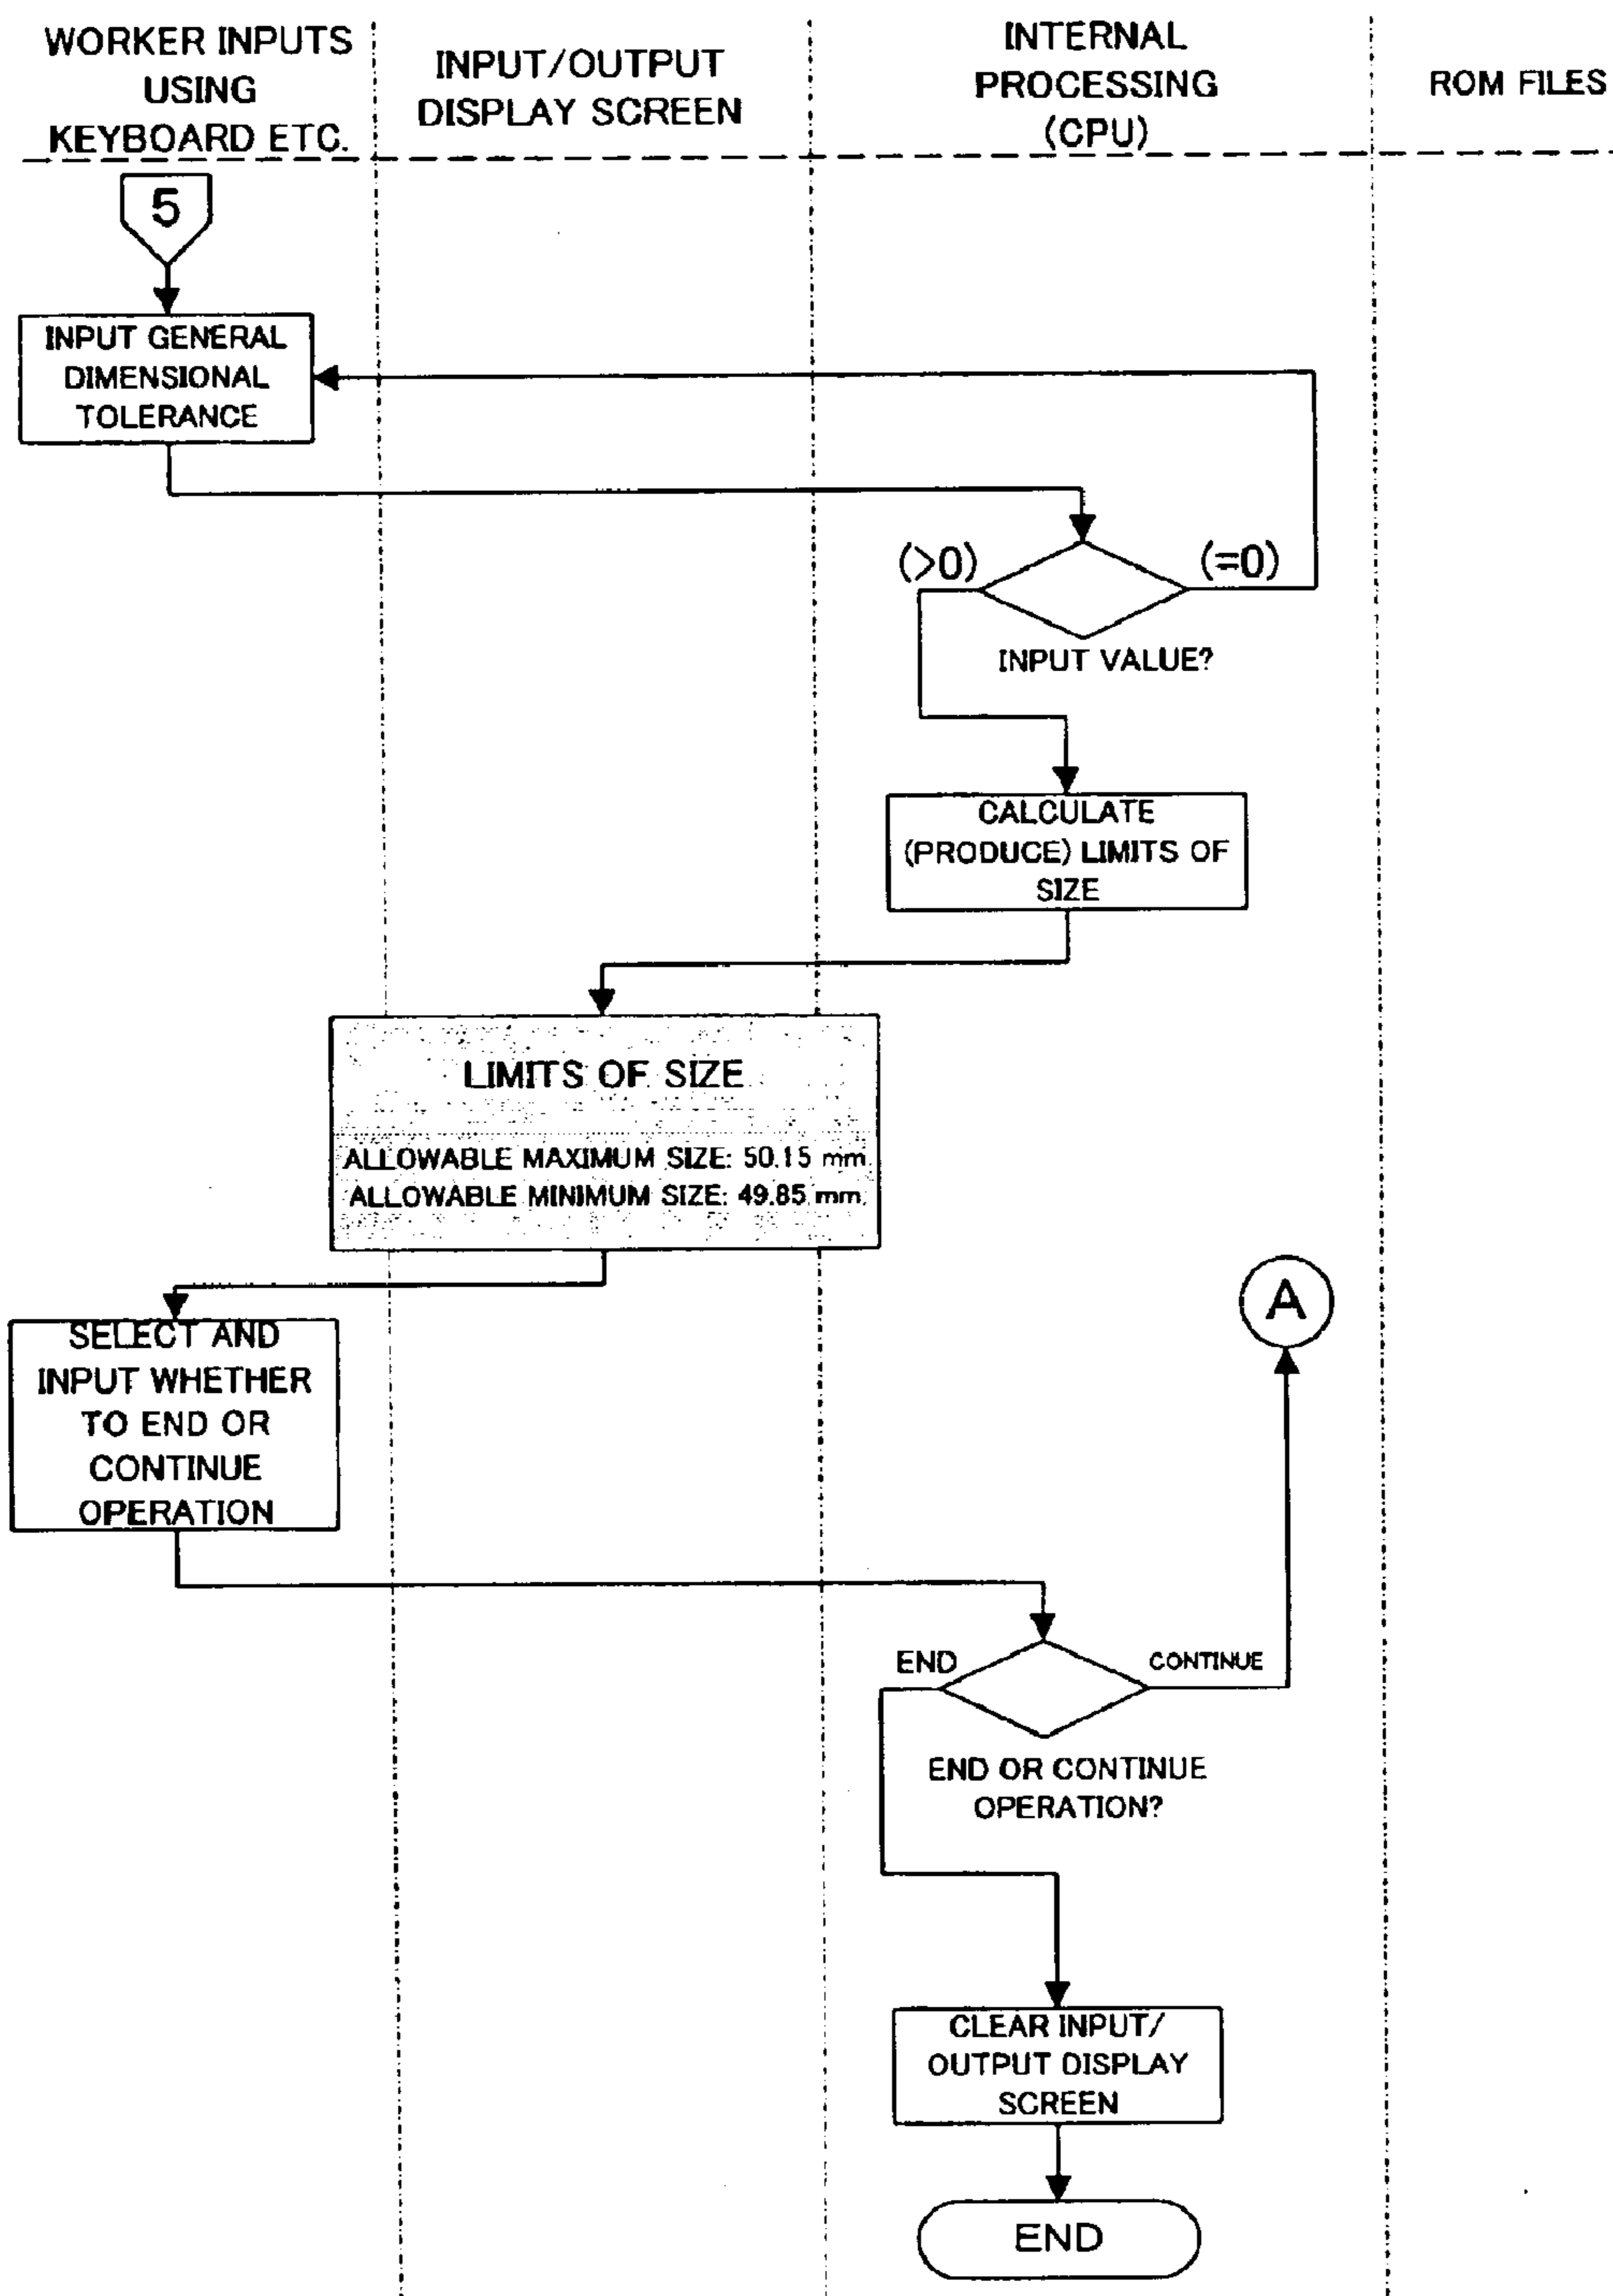 WORKER INPUTS
USING
KEYBOARD ETC.
INPUT/OUTPUT
DISPLAY SCREEN
INTERNAL
PROCESSING
(CPU)
ROM FILES
5
INPUT GENERAL
DIMENSIONAL
TOLERANCE
(>0)
(=0)
INPUT VALUE?
CALCULATE
(PRODUCE) LIMITS OF
SIZE
LIMITS OF SIZE
ALLOWABLE MAXIMUM SIZE: 50.15 mm
ALLOWABLE MINIMUM SIZE: 49.85 mm
A
SELECT AND
INPUT WHETHER
TO END OR
CONTINUE
OPERATION
END
CONTINUE
END OR CONTINUE
OPERATION?
CLEAR INPUT/
OUTPUT DISPLAY
SCREEN
END